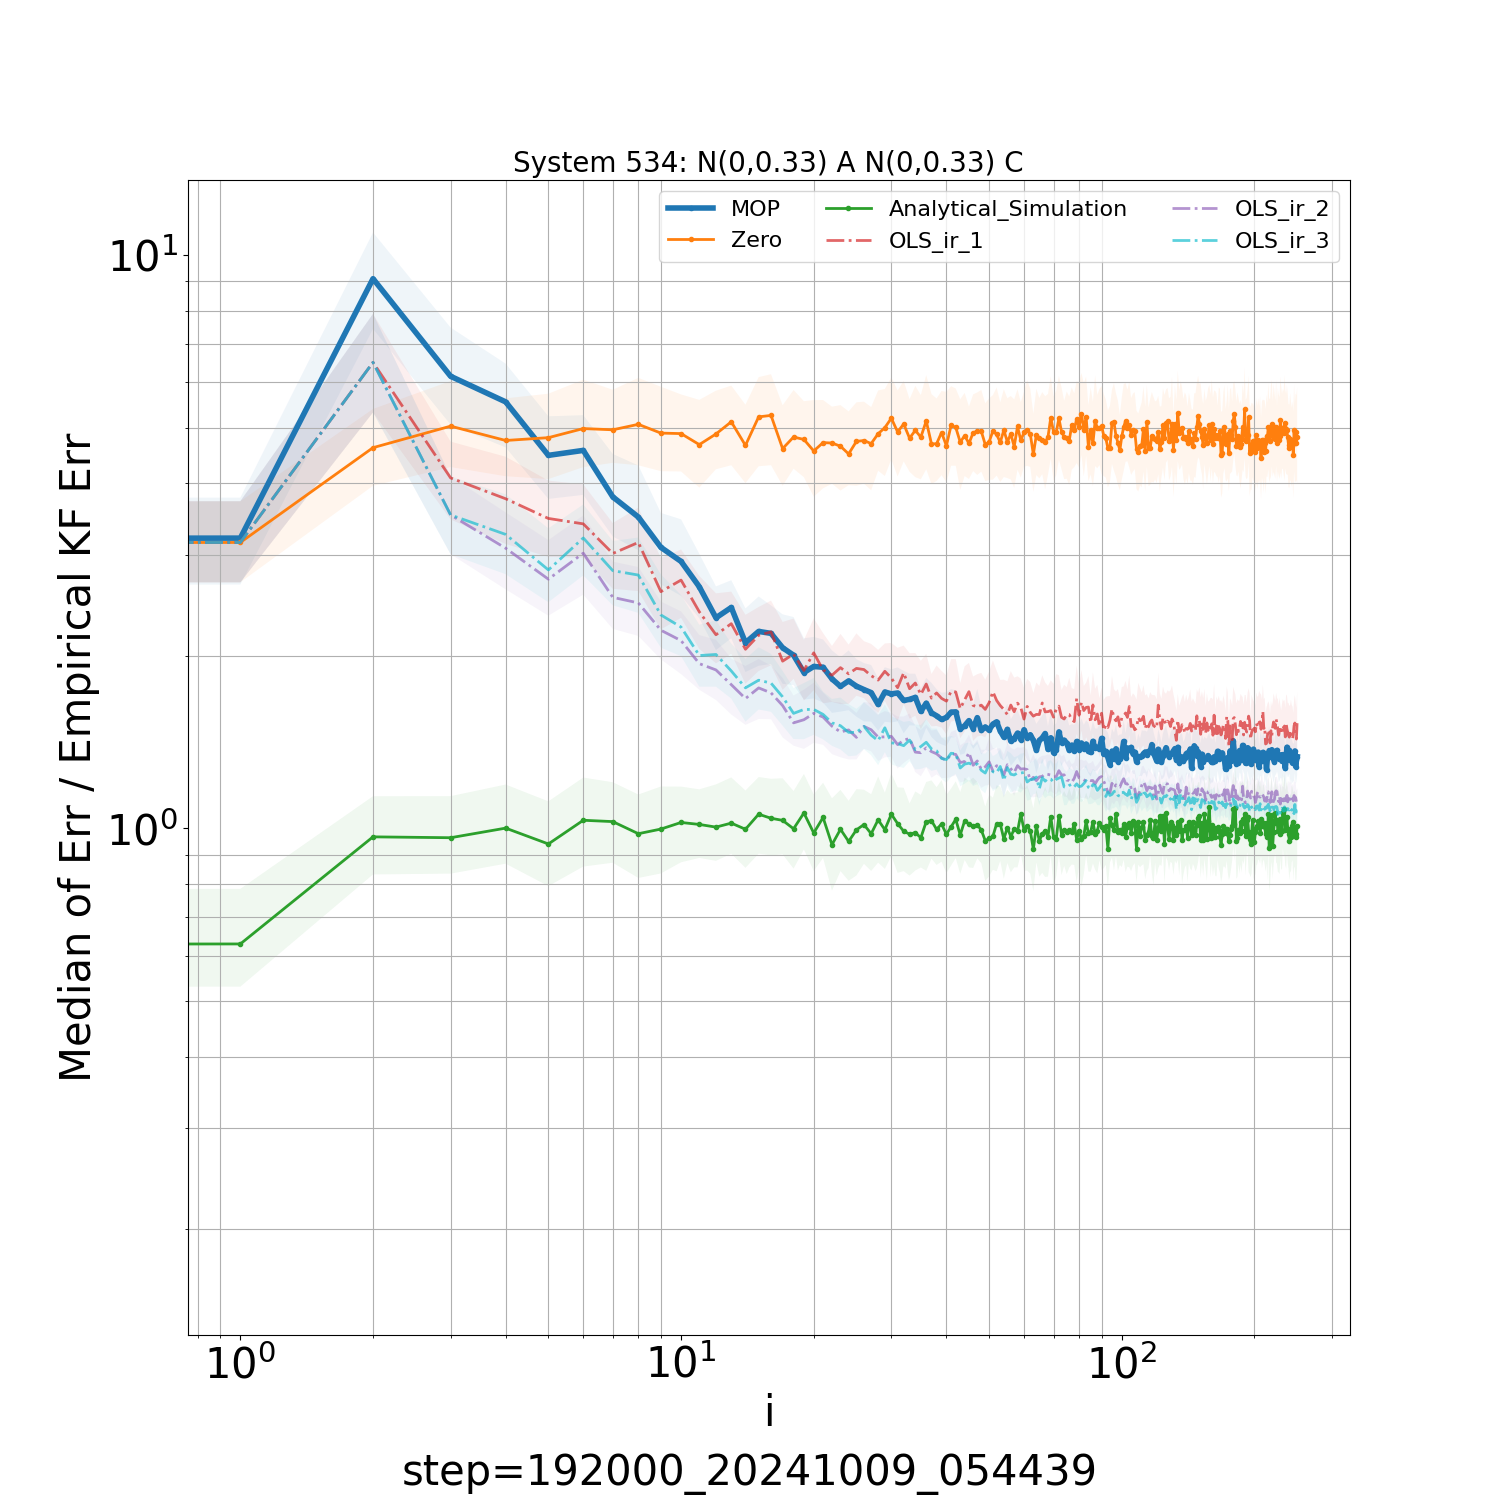 System 534: N(0,0.33) A N(0,0.33) C
MOP
Zero
Analytical_Simulation
OLS_ir_1
OLS_ir_2
OLS_ir_3
Median of Err / Empirical KF Err
10¹
10⁰
10⁰ 10¹ 10²
i
step=192000_20241009_054439